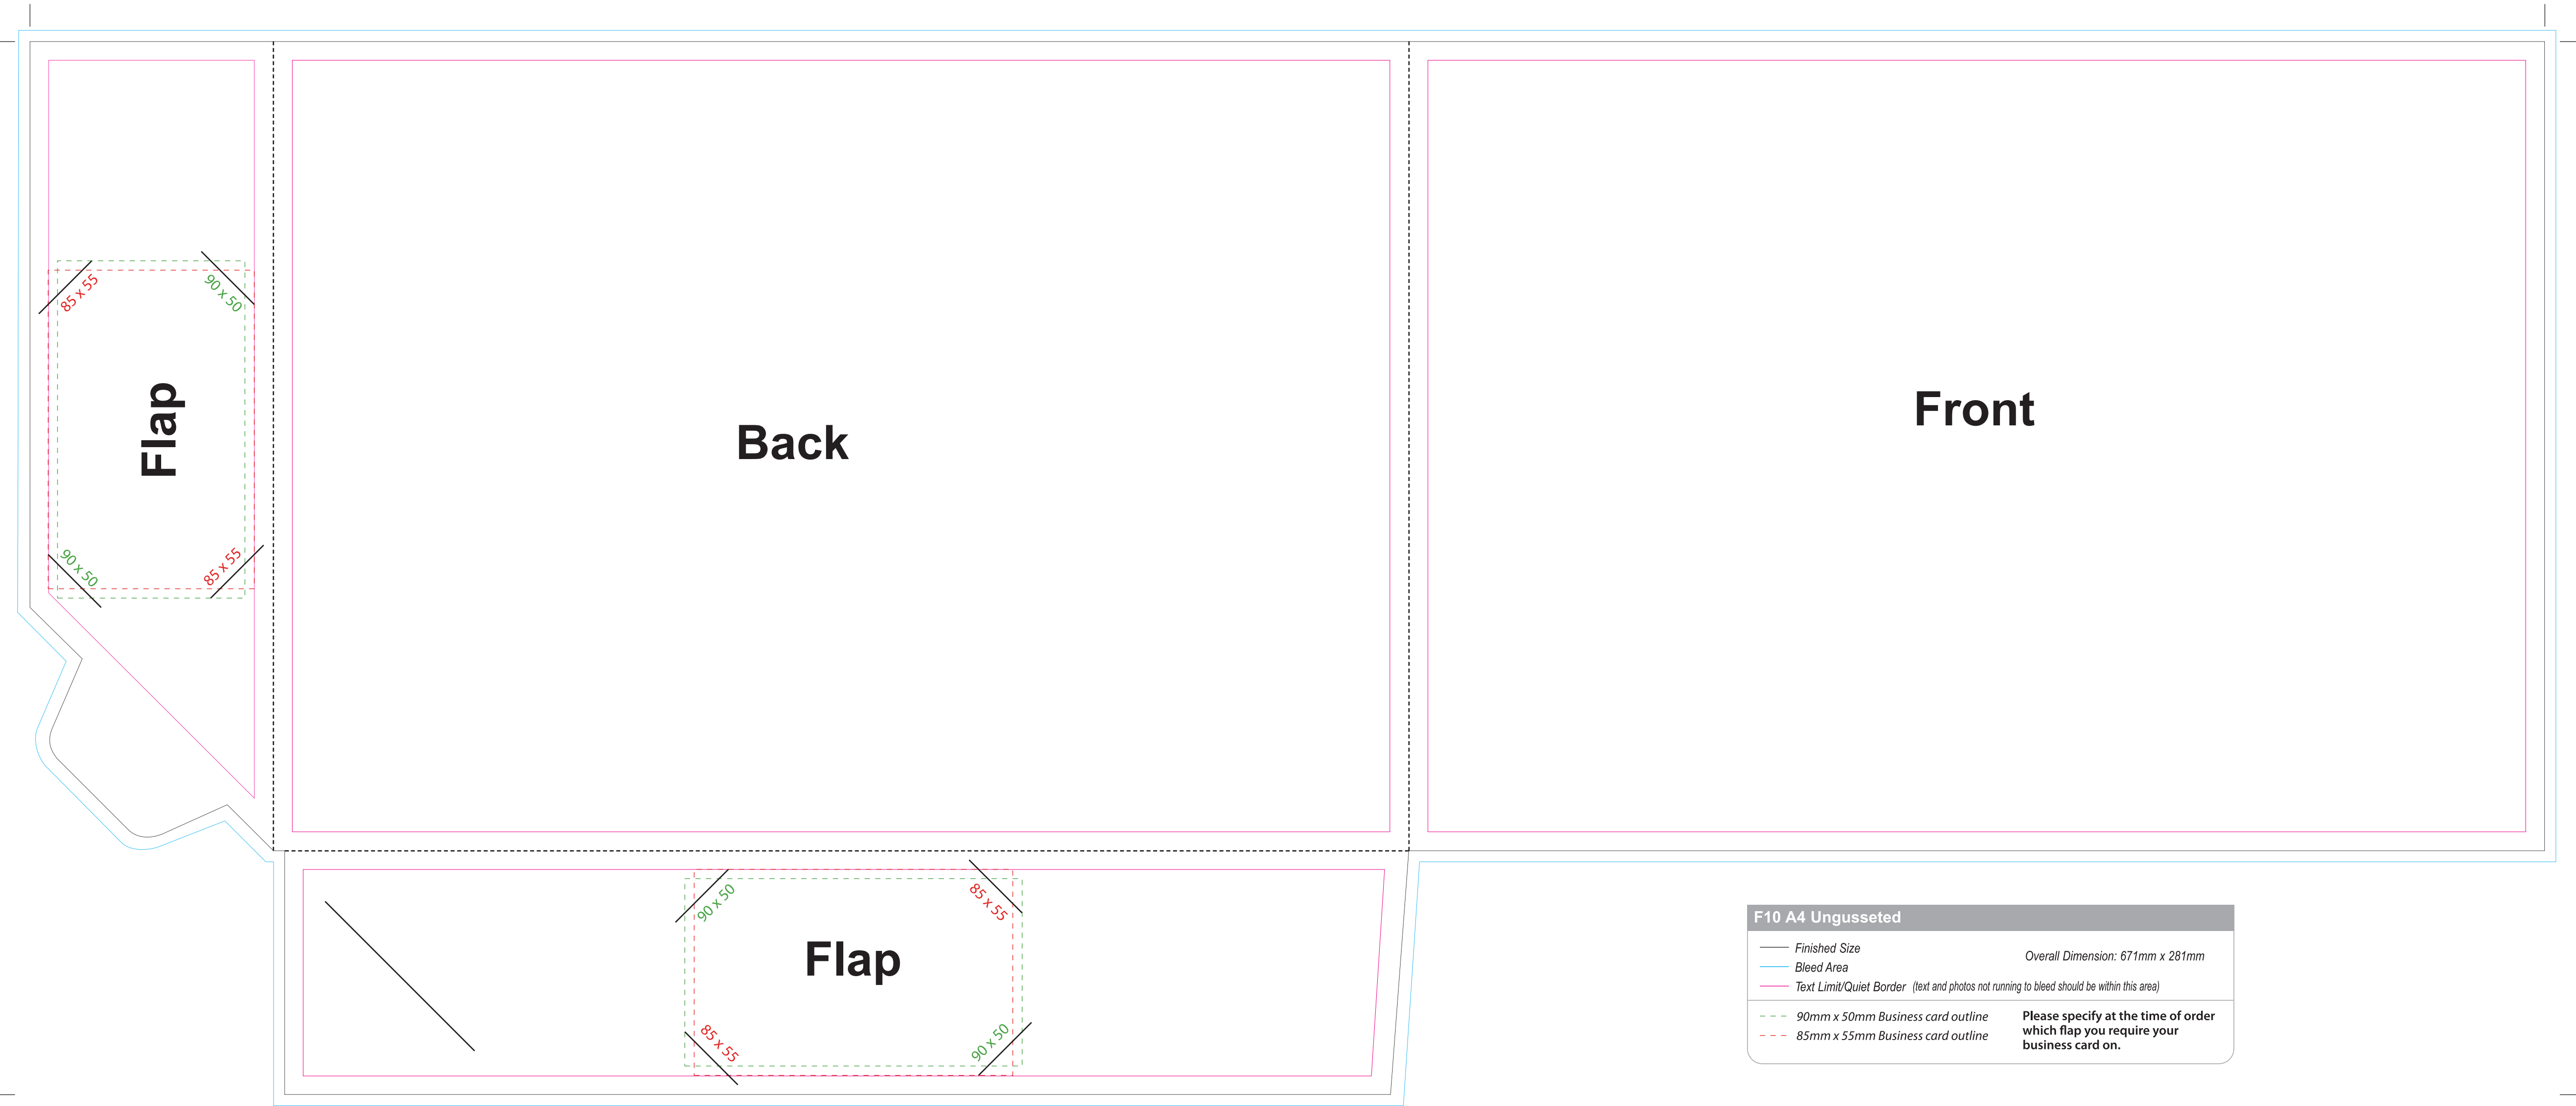 85 x 55
90 x 50
Flap
90 x 50
85 x 55
Back
Front
90 x 50
85 x 55
Flap
85 x 55
90 x 50
F10 A4 Ungusseted
Finished Size
Bleed Area
Overall Dimension: 671mm x 281mm
Text Limit/Quiet Border (text and photos not running to bleed should be within this area)
90mm x 50mm Business card outline
85mm x 55mm Business card outline
Please specify at the time of order
which flap you require your
business card on.